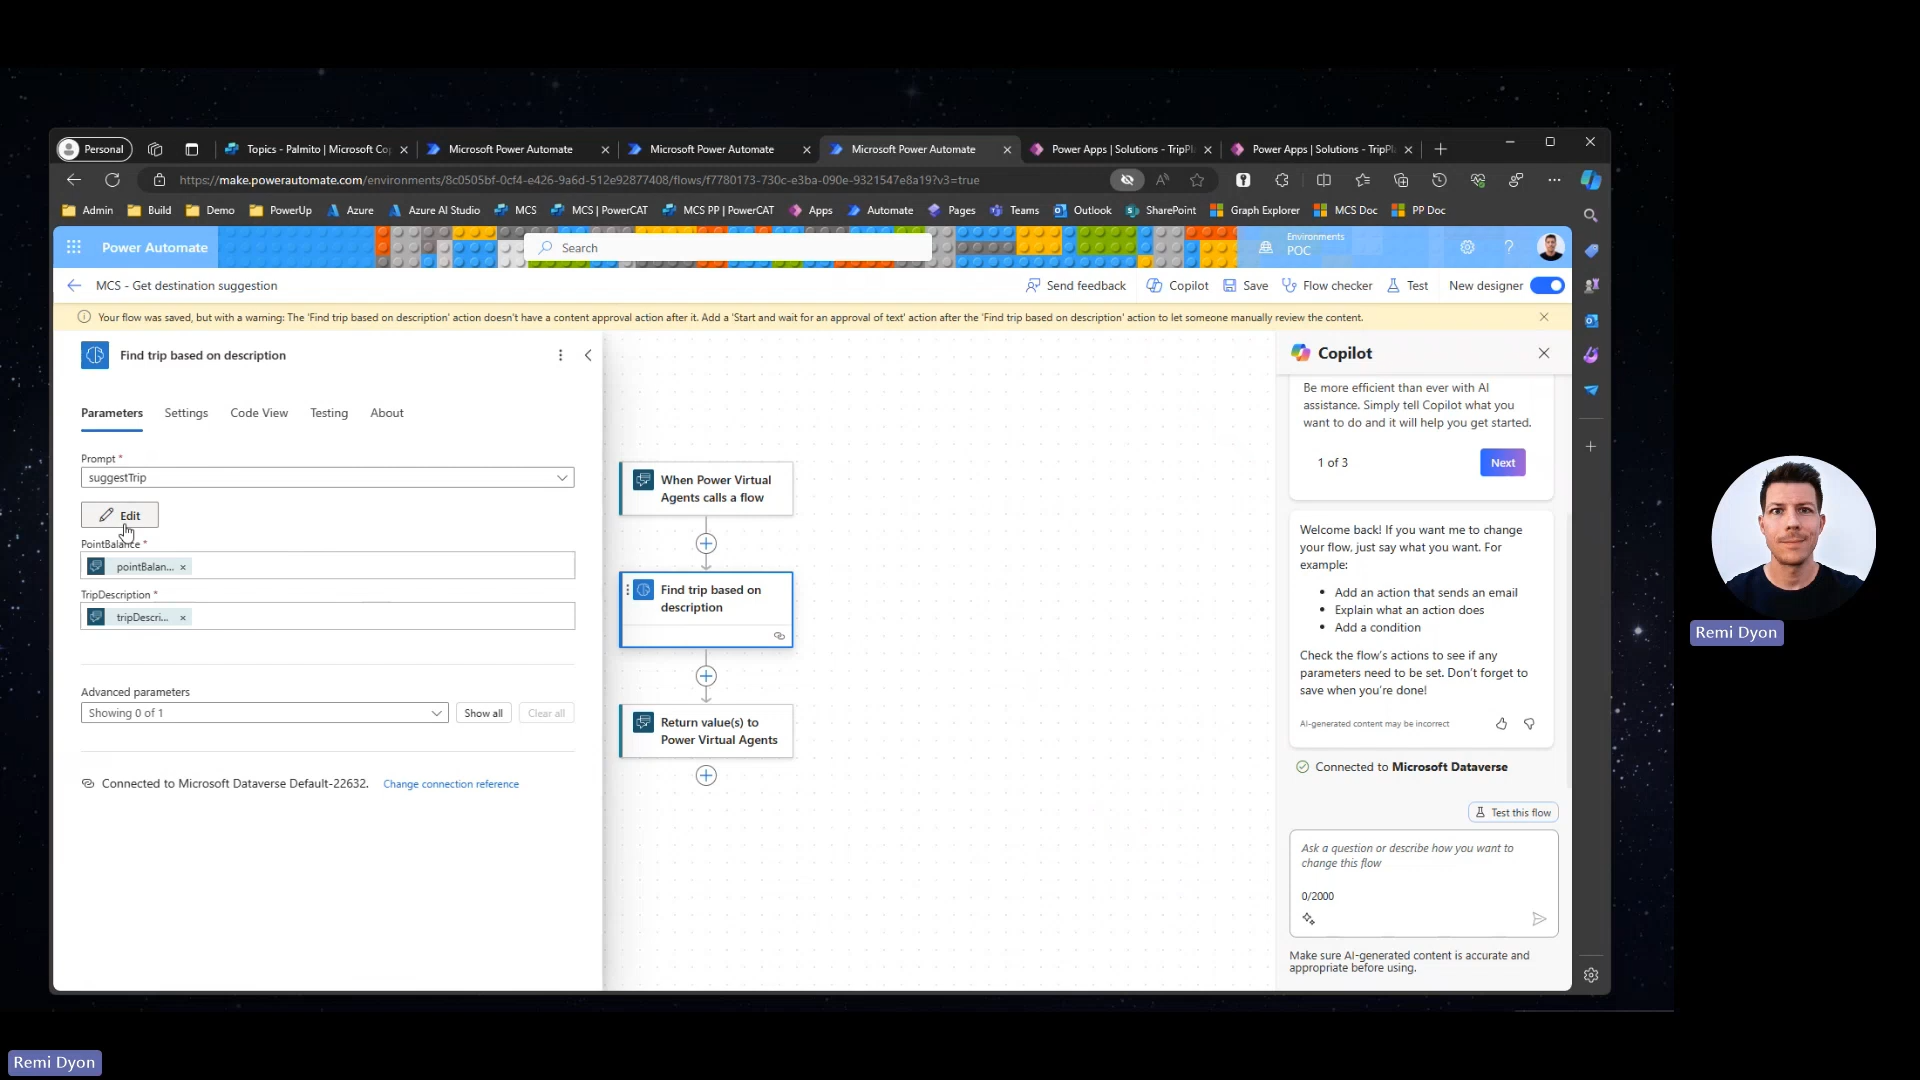 Personal
Topics - Palmito | Microsoft Co
Microsoft Power Automate
Microsoft Power Automate
Microsoft Power Automate
Power Apps | Solutions - TripPl
Power Apps | Solutions - TripPl
https://make.powerautomate.com/environments/8c0505bf-0cf4-e426-9a6d-512e92877408/flows/f7780173-730c-e3ba-090e-9321547e8a19?v3=true
Admin
Build
Demo
PowerUp
Azure
Azure AI Studio
MCS
MCS | PowerCAT
MCS PP | PowerCAT
Apps
Automate
Pages
Teams
Outlook
SharePoint
Graph Explorer
MCS Doc
PP Doc
Power Automate
Search
Environments
POC
MCS - Get destination suggestion
Send feedback
Copilot
Save
Flow checker
Test
New designer
Your flow was saved, but with a warning: The 'Find trip based on description' action doesn't have a content approval action after it. Add a 'Start and wait for an approval of text' action after the 'Find trip based on description' action to let someone manually review the content.
Find trip based on description
Parameters
Settings
Code View
Testing
About
Prompt *
suggestTrip
Edit
PointBalance *
pointBalan... ×
TripDescription *
tripDescri... ×
Advanced parameters
Showing 0 of 1
Show all
Clear all
Connected to Microsoft Dataverse Default-22632.
Change connection reference
When Power Virtual
Agents calls a flow
Find trip based on
description
Return value(s) to
Power Virtual Agents
Copilot
Be more efficient than ever with AI
assistance. Simply tell Copilot what you
want to do and it will help you get started.
1 of 3
Next
Welcome back! If you want me to change
your flow, just say what you want. For
example:
• Add an action that sends an email
• Explain what an action does
• Add a condition
Check the flow's actions to see if any
parameters need to be set. Don't forget to
save when you're done!
AI-generated content may be incorrect
Connected to Microsoft Dataverse
Test this flow
Ask a question or describe how you want to
change this flow
0/2000
Make sure AI-generated content is accurate and
appropriate before using.
Remi Dyon
Remi Dyon